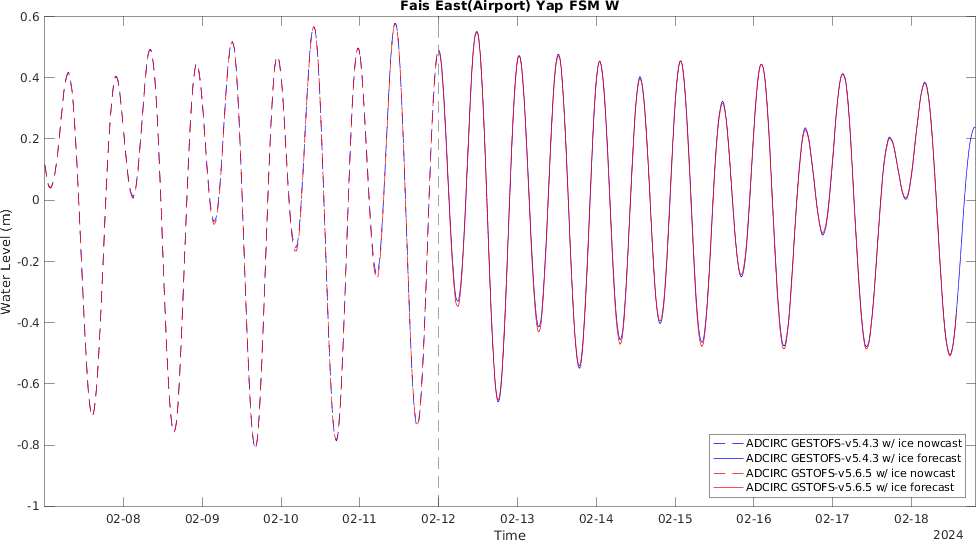 Fais East(Airport) Yap FSM W
0.6
0.4
0.2
0
-0.2
-0.4
-0.6
-0.8
-1
Water Level (m)
ADCIRC GESTOFS-v5.4.3 w/ ice nowcast
ADCIRC GESTOFS-v5.4.3 w/ ice forecast
ADCIRC GSTOFS-v5.6.5 w/ ice nowcast
ADCIRC GSTOFS-v5.6.5 w/ ice forecast
02-08 02-09 02-10 02-11 02-12 02-13 02-14 02-15 02-16 02-17 02-18
Time
2024